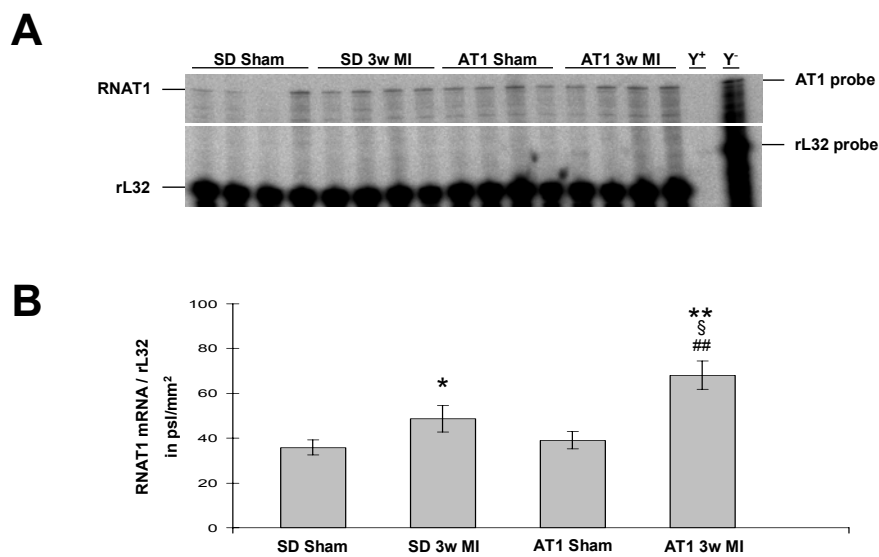 A
SD Sham SD 3w MI AT1 Sham AT1 3w MI Y+ Y-
RNAT1
AT1 probe
rL32 probe
rL32
B
RNAT1 mRNA / rL32
in psl/mm²
100
80
60
40
20
0
*
**
§
##
SD Sham SD 3w MI AT1 Sham AT1 3w MI